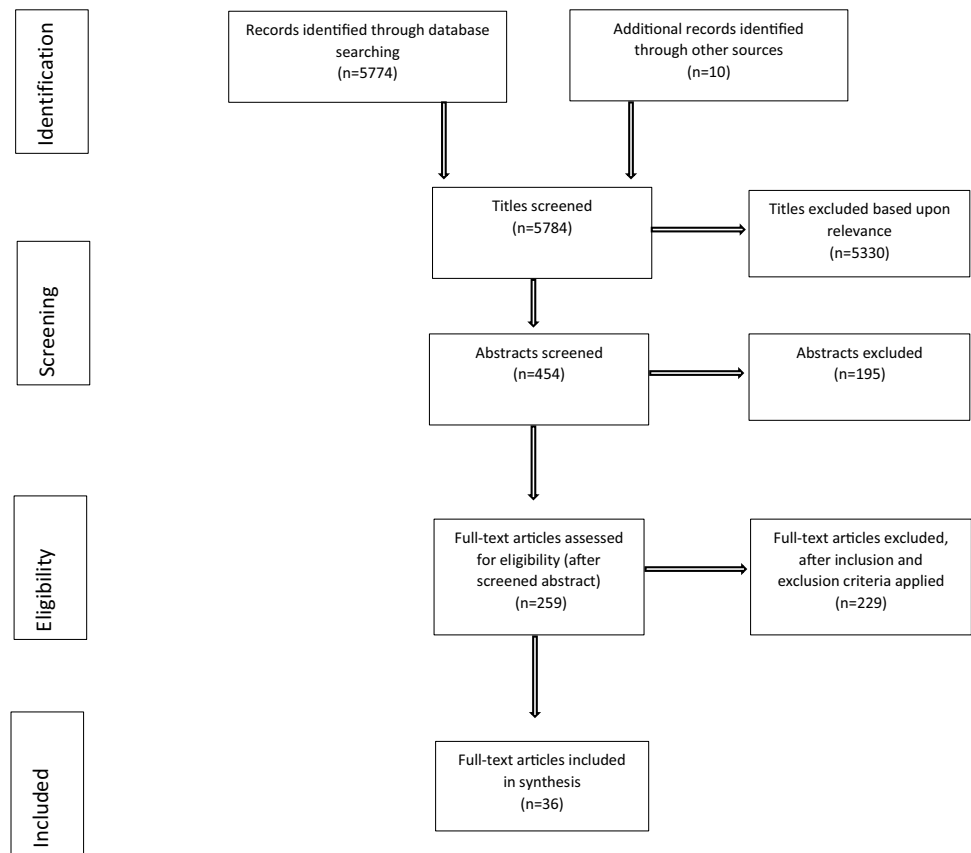 Identification
Records identified through database
searching
(n=5774)
Additional records identified
through other sources
(n=10)
Screening
Titles screened
(n=5784)
Titles excluded based upon
relevance
(n=5330)
Abstracts screened
(n=454)
Abstracts excluded
(n=195)
Eligibility
Full-text articles assessed
for eligibility (after
screened abstract)
(n=259)
Full-text articles excluded,
after inclusion and
exclusion criteria applied
(n=229)
Included
Full-text articles included
in synthesis
(n=36)